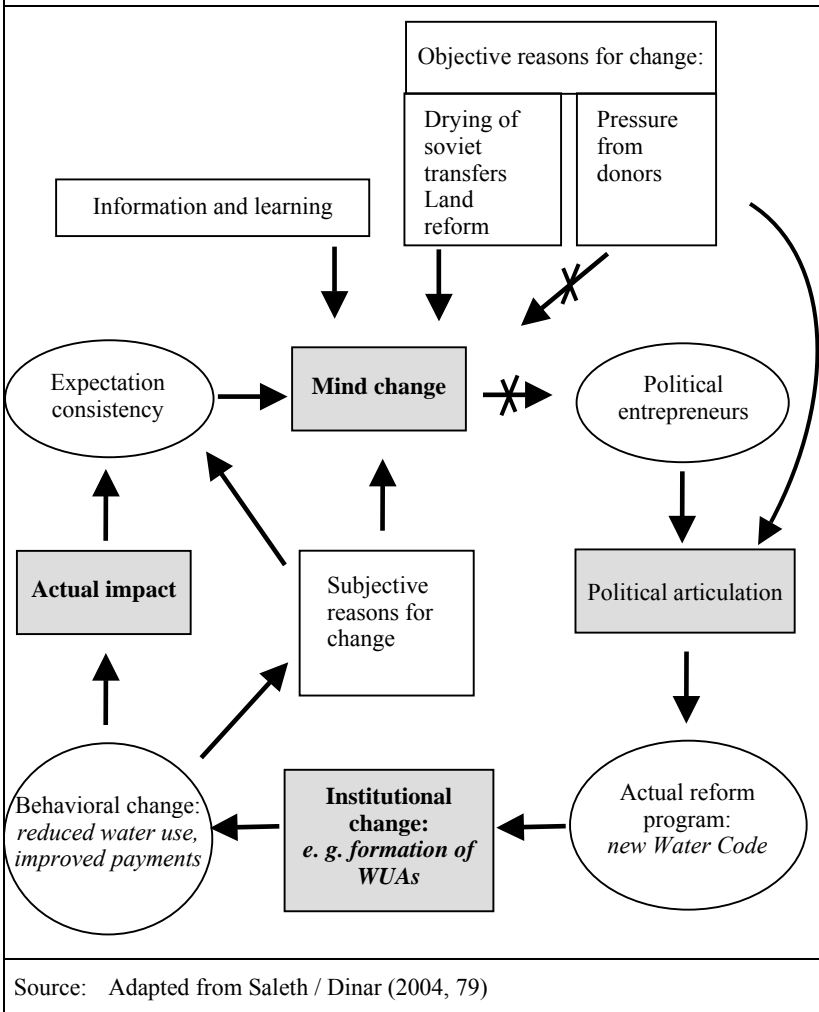 Objective reasons for change:
Drying of
soviet
transfers
Land
reform
Pressure
from
donors
Information and learning
Expectation
consistency
Mind change
Political
entrepreneurs
Actual impact
Subjective
reasons for
change
Political articulation
Behavioral change:
reduced water use,
improved payments
Institutional
change:
e. g. formation of
WUAs
Actual reform
program:
new Water Code
Source: Adapted from Saleth / Dinar (2004, 79)